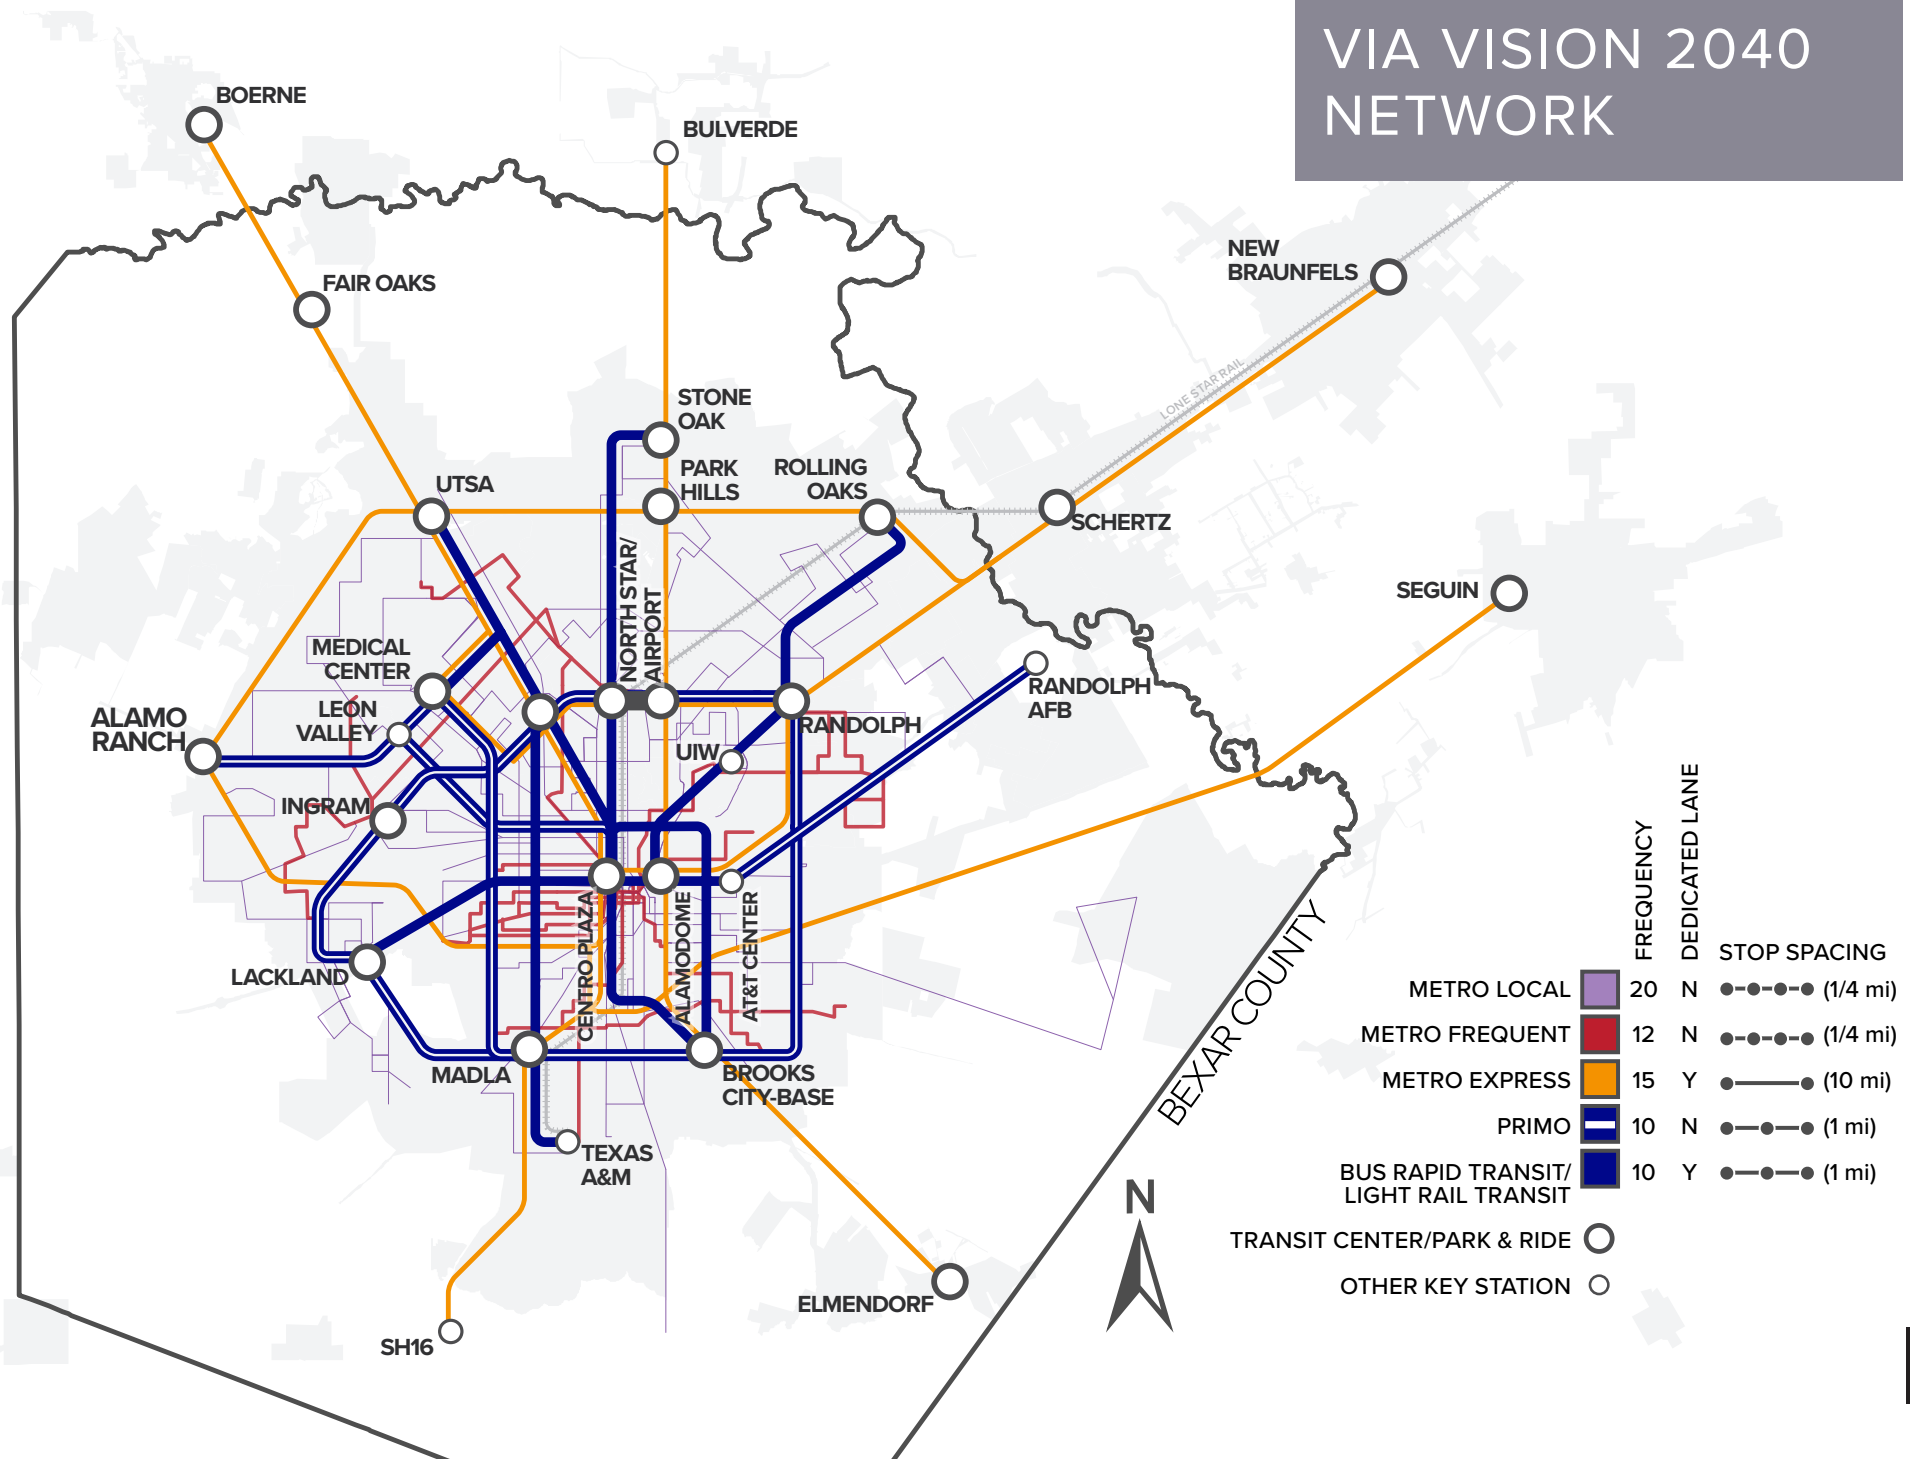 VIA VISION 2040
NETWORK
BOERNE
BULVERDE
FAIR OAKS
NEW
BRAUNFELS
LONE STAR RAIL
STONE
OAK
PARK
HILLS
ROLLING
OAKS
UTSA
SCHERTZ
SEGUIN
NORTH STAR/
AIRPORT
MEDICAL
CENTER
LEON
VALLEY
ALAMO
RANCH
RANDOLPH
AFB
RANDOLPH
UIW
INGRAM
CENTRO PLAZA
ALAMODOME
AT&T CENTER
LACKLAND
MADLA
BROOKS
CITY-BASE
TEXAS
A&M
SH16
ELMENDORF
BEXAR COUNTY
N
FREQUENCY
DEDICATED LANE
STOP SPACING
METRO LOCAL 20 N (1/4 mi)
METRO FREQUENT 12 N (1/4 mi)
METRO EXPRESS 15 Y (10 mi)
PRIMO 10 N (1 mi)
BUS RAPID TRANSIT/
LIGHT RAIL TRANSIT 10 Y (1 mi)
TRANSIT CENTER/PARK & RIDE
OTHER KEY STATION